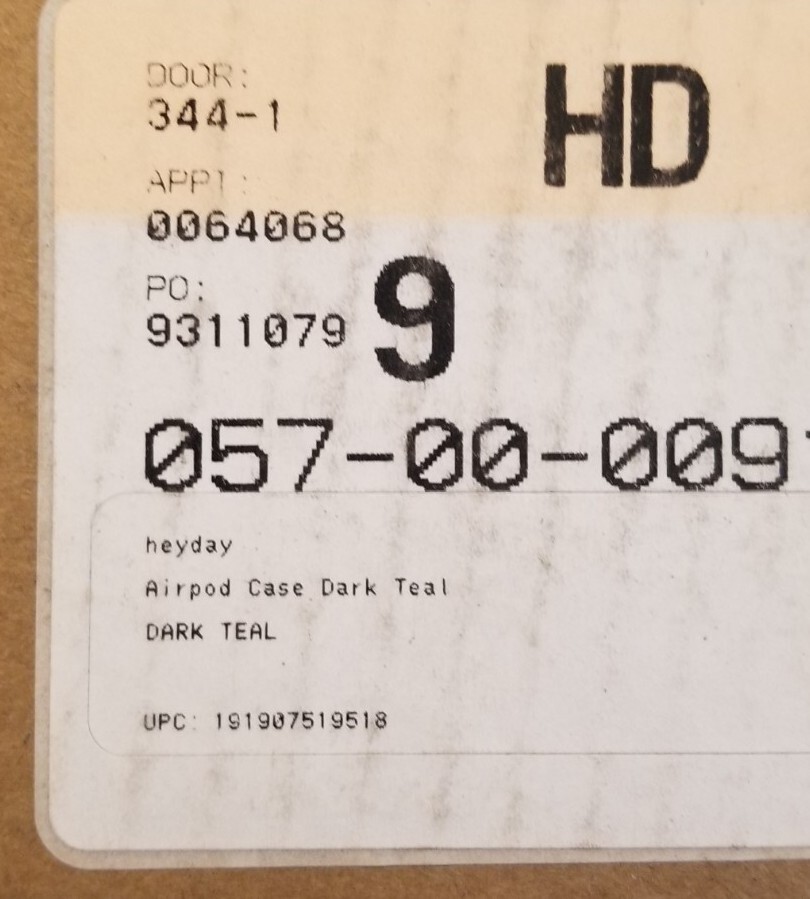 DOOR:
344-1
HD
APPT:
0064068
PO:
9311079
9
057-00-009
heyday
Airpod Case Dark Teal
DARK TEAL
UPC: 191907519518